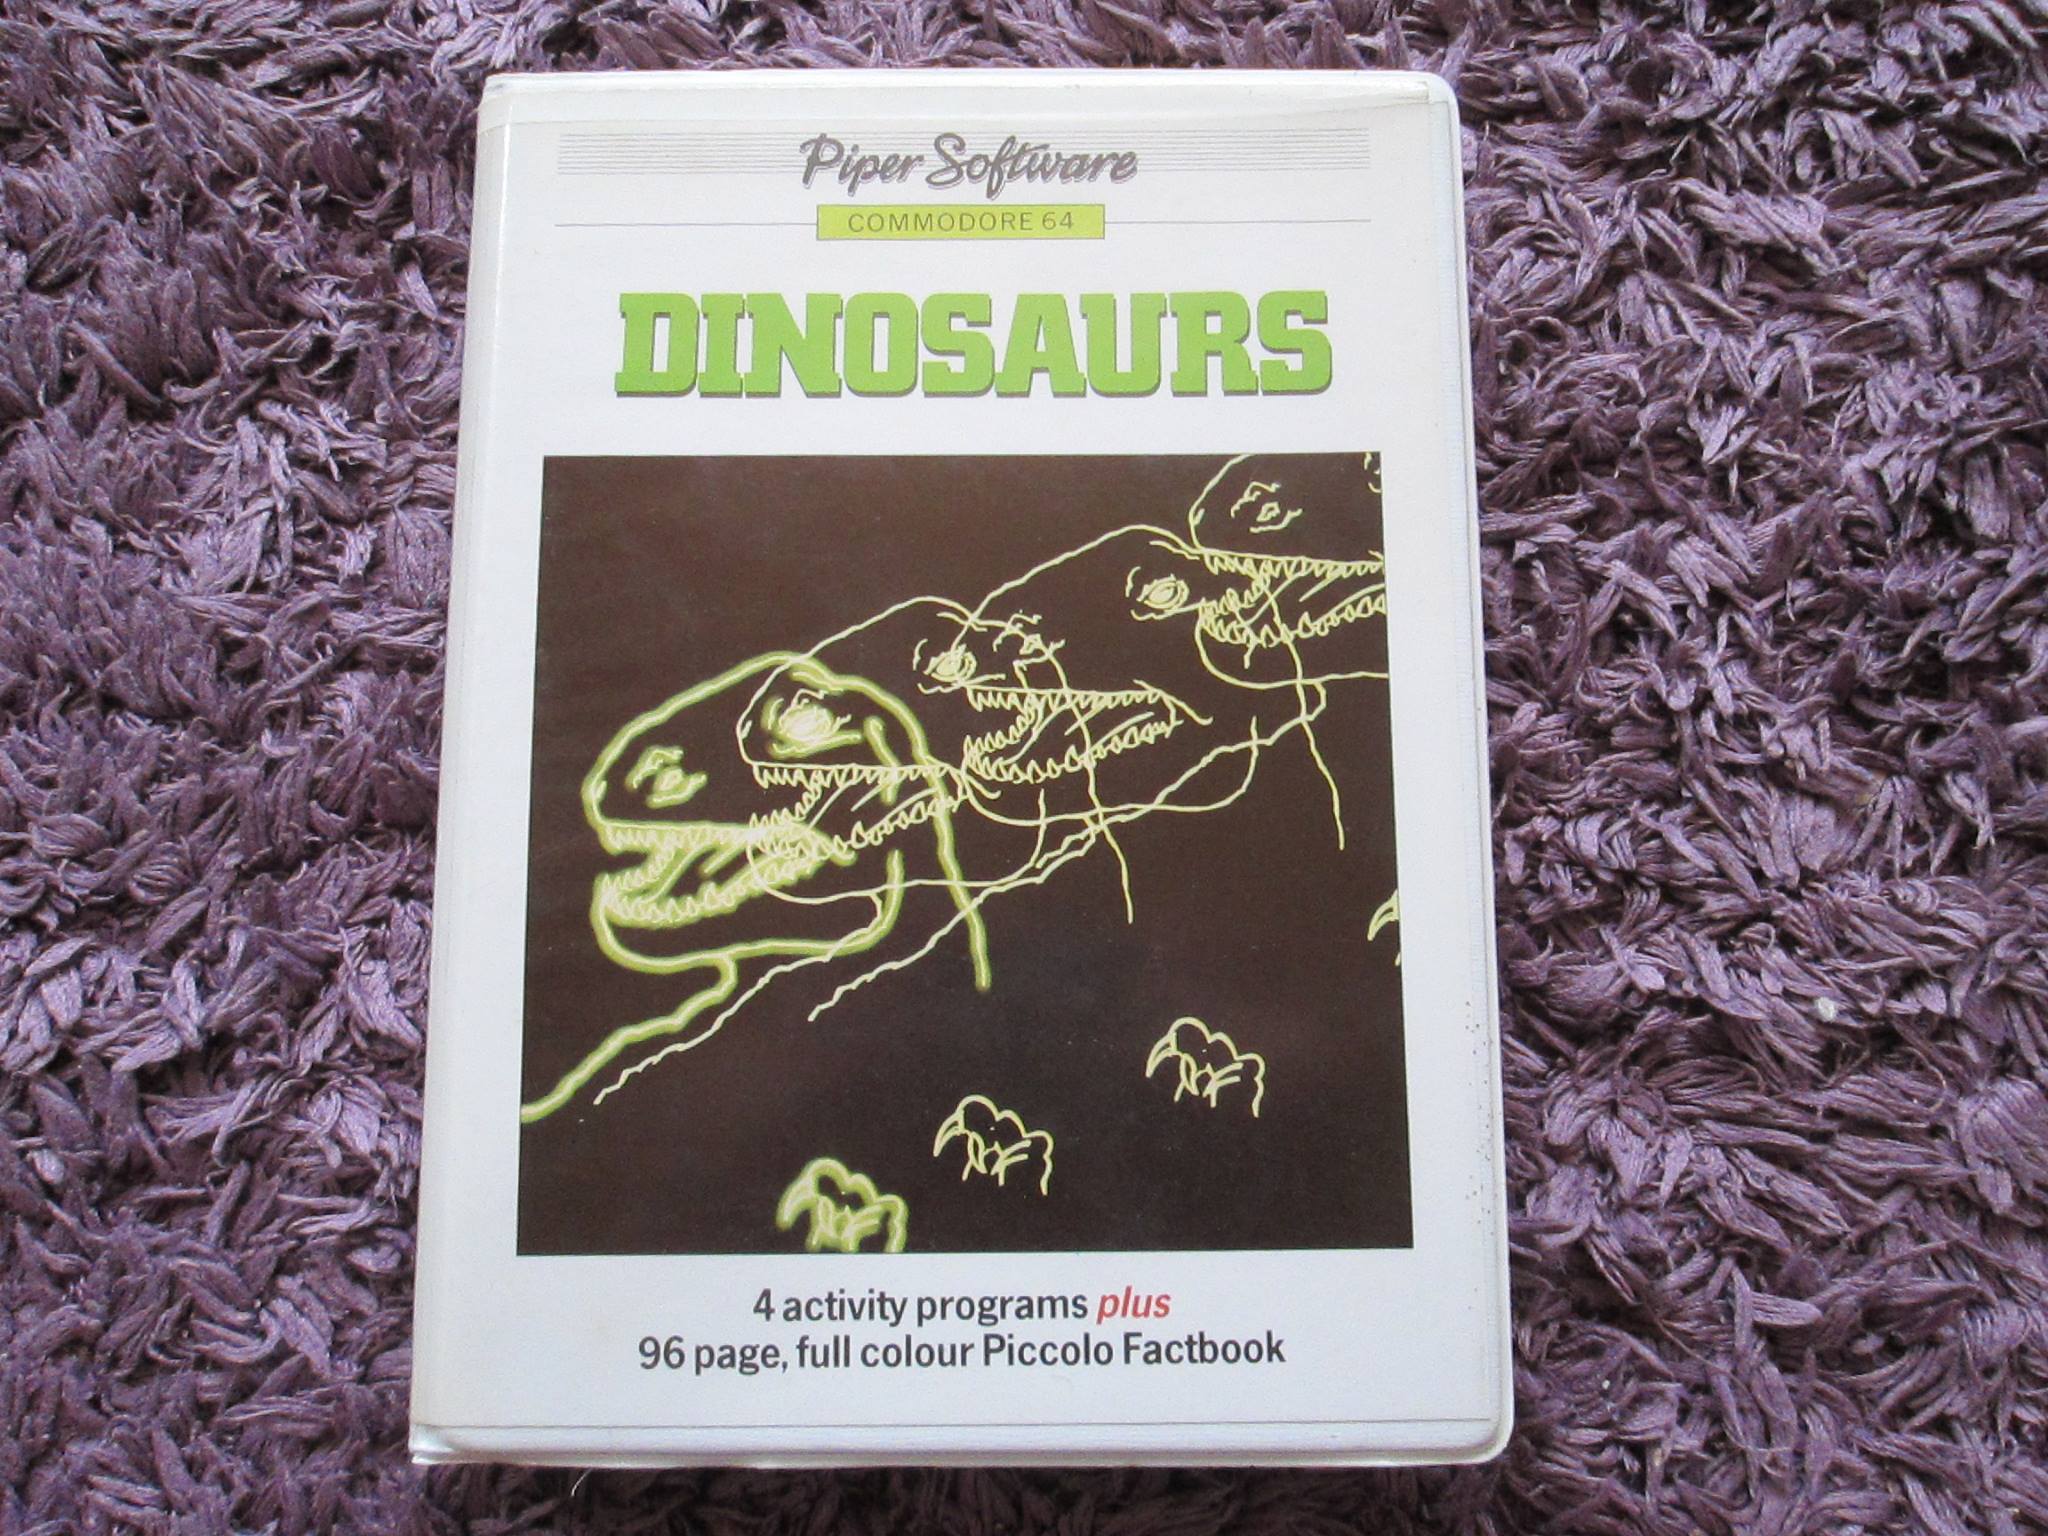 Piper Software
COMMODORE 64
DINOSAURS
4 activity programs plus
96 page, full colour Piccolo Factbook